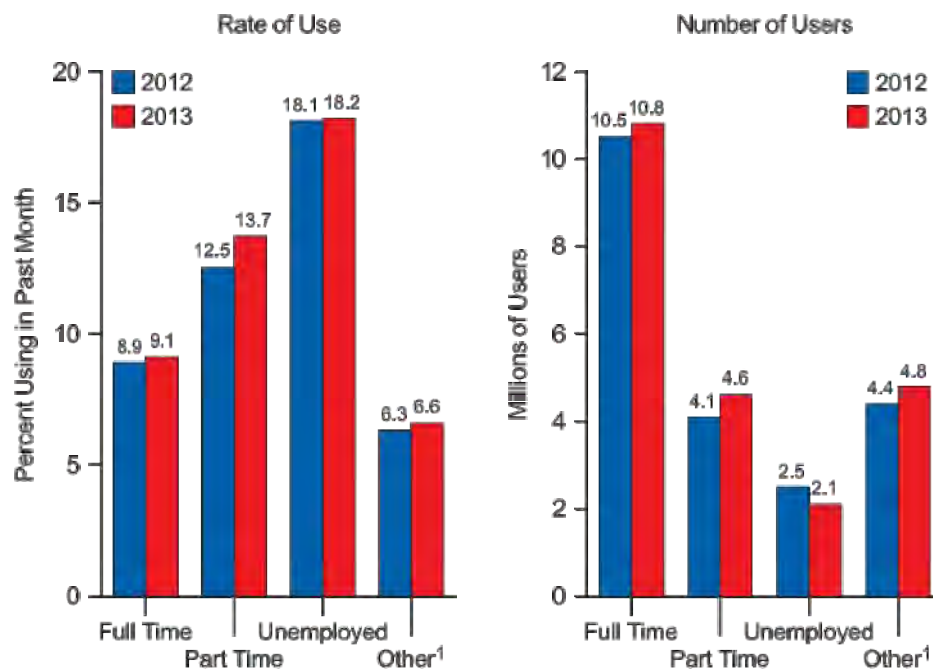 Rate of Use
Percent Using in Past Month
20
15
10
5
0
2012
2013
8.9
9.1
12.5
13.7
18.1
18.2
6.3
6.6
Full Time
Part Time
Unemployed
Other¹
Number of Users
Millions of Users
12
10
8
6
4
2
0
2012
2013
10.5
10.8
4.1
4.6
2.5
2.1
4.4
4.8
Full Time
Part Time
Unemployed
Other¹